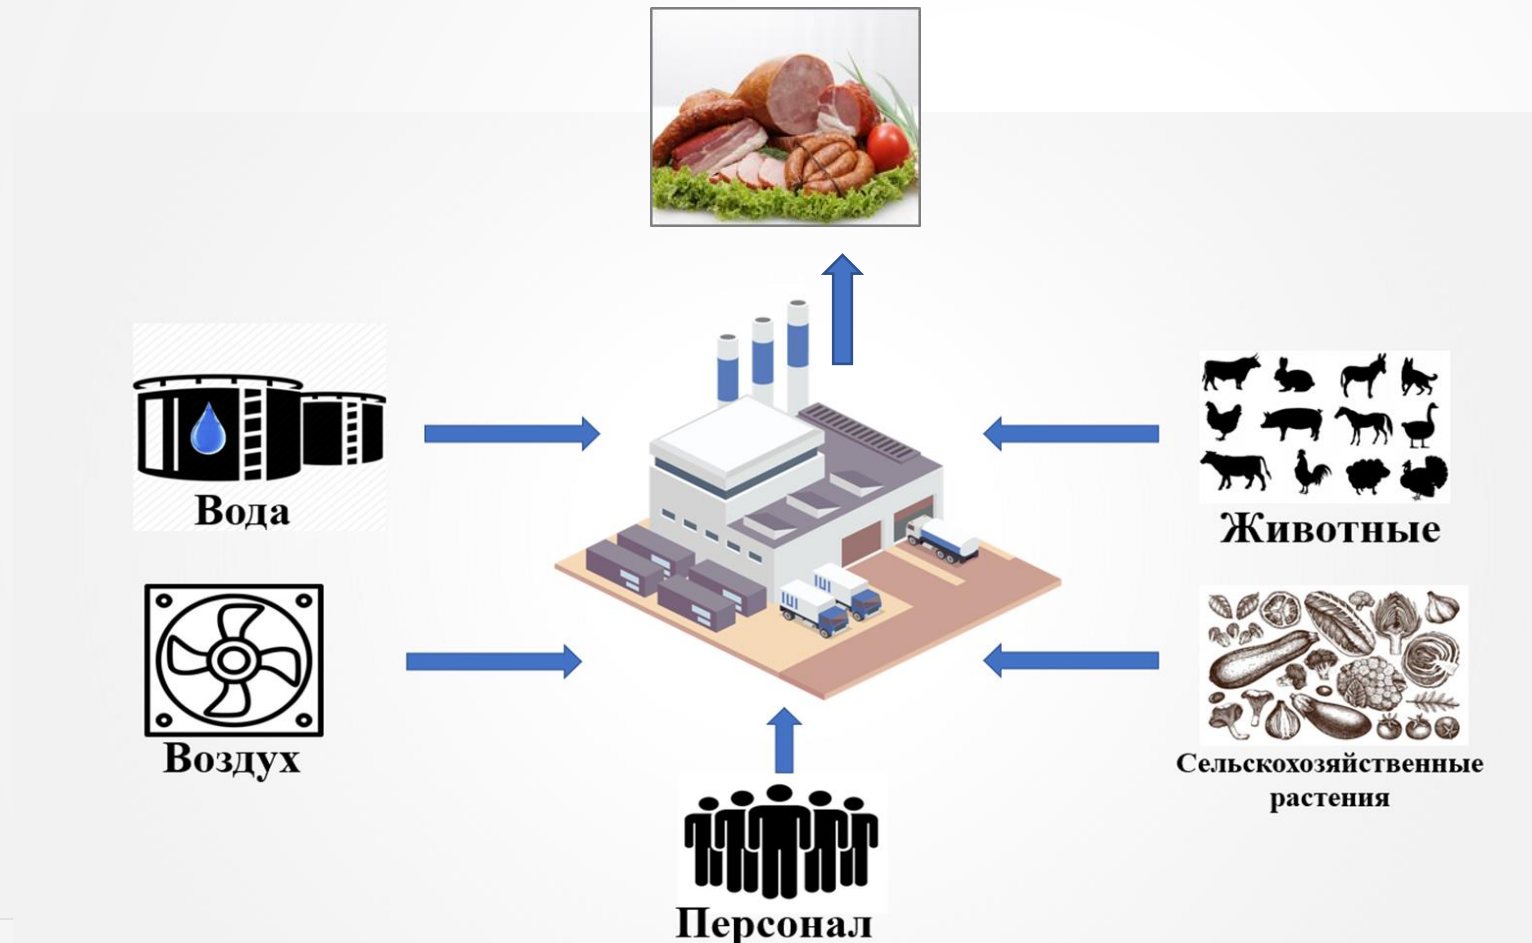 Вода
Животные
Воздух
Сельскохозяйственные
растения
Персонал